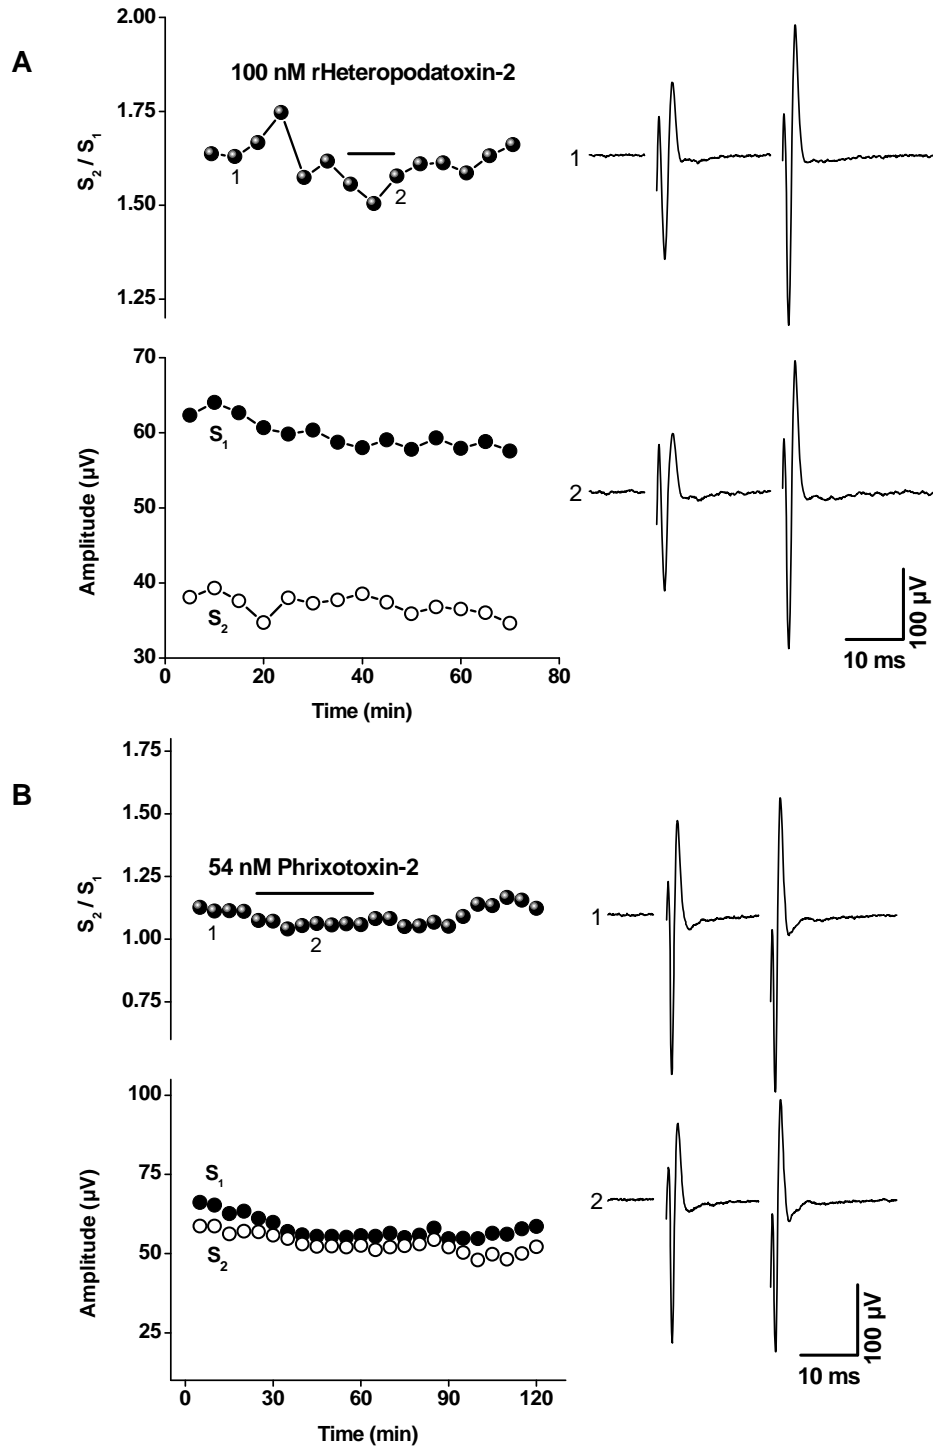 A
2.00
100 nM rHeteropodatoxin-2
1.75
S₂ / S₁
1
2
1.50
1.25
1
70
60
S₁
50
Amplitude (µV)
40
S₂
30
0
20
40
60
80
Time (min)
2
100 µV
10 ms
B
1.75
1.50
54 nM Phrixotoxin-2
1.25
S₂ / S₁
1
2
1.00
0.75
1
100
S₁
75
Amplitude (µV)
50
S₂
25
0
30
60
90
120
Time (min)
2
100 µV
10 ms